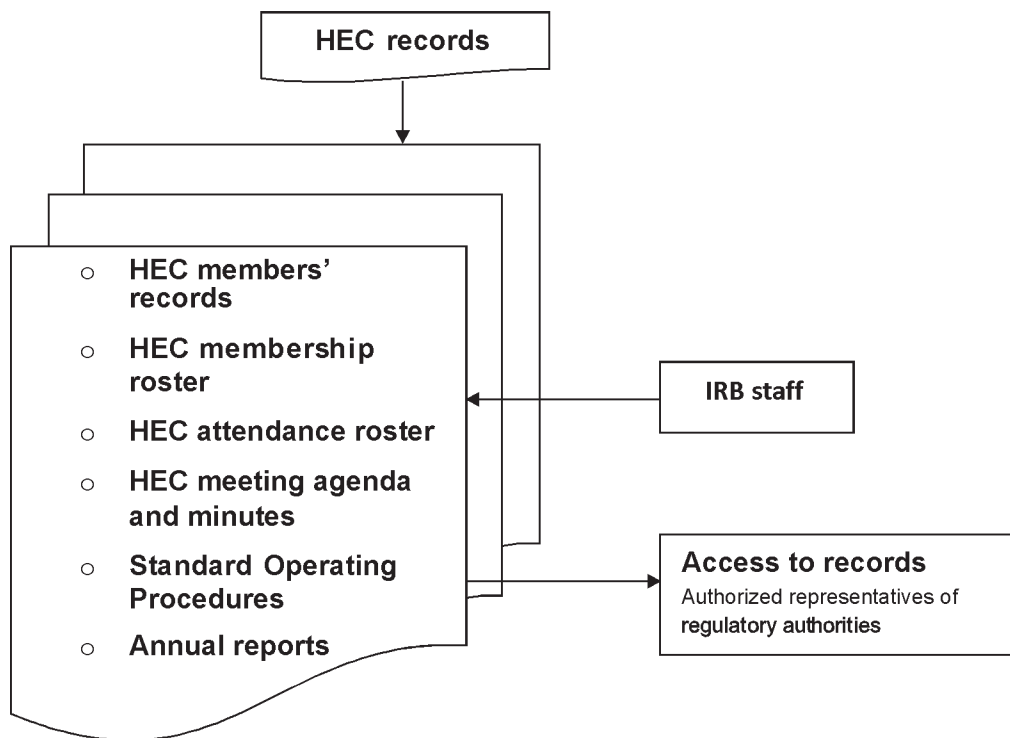 HEC records
o HEC members’
records
o HEC membership
roster
o HEC attendance roster
o HEC meeting agenda
and minutes
o Standard Operating
Procedures
o Annual reports
IRB staff
Access to records
Authorized representatives of
regulatory authorities